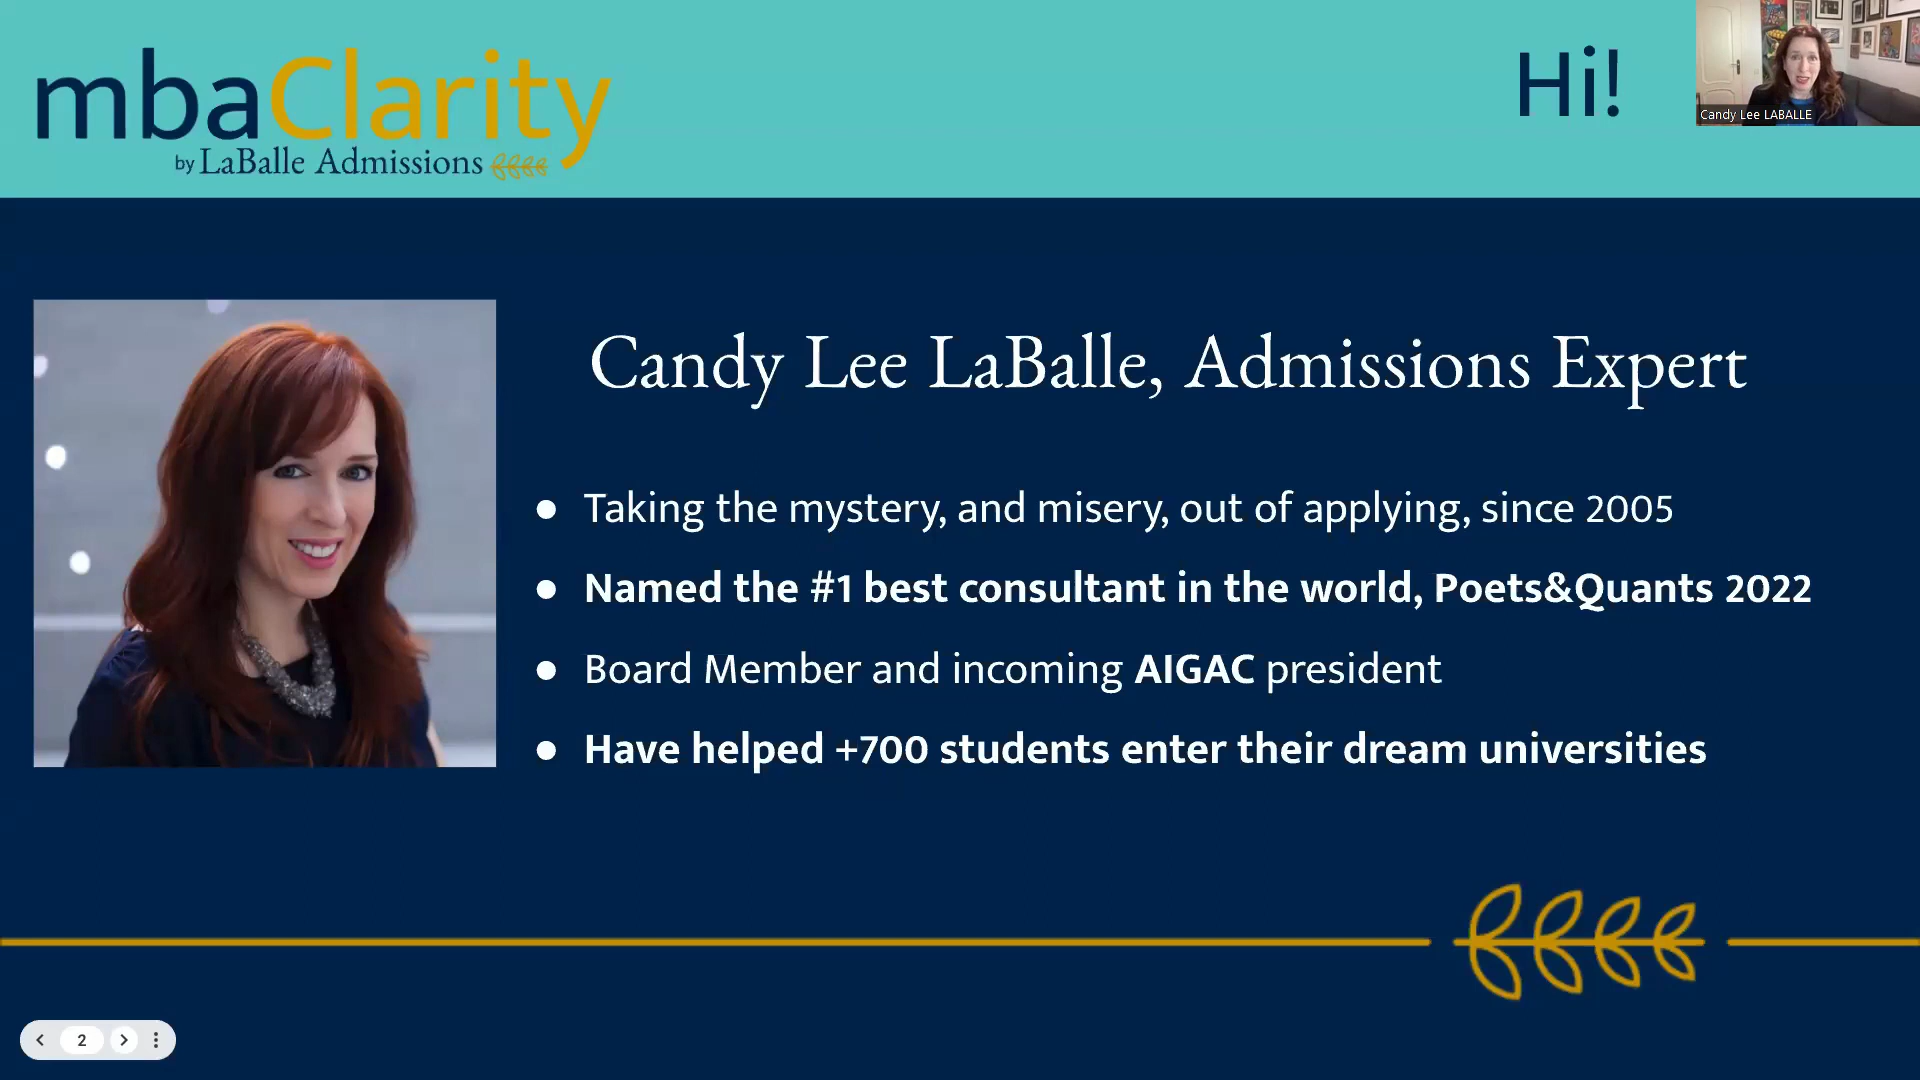 mbaClarity
by LaBalle Admissions
Hi!
Candy Lee LABALLE
Candy Lee LaBalle, Admissions Expert
● Taking the mystery, and misery, out of applying, since 2005
● Named the #1 best consultant in the world, Poets&Quants 2022
● Board Member and incoming AIGAC president
● Have helped +700 students enter their dream universities
2